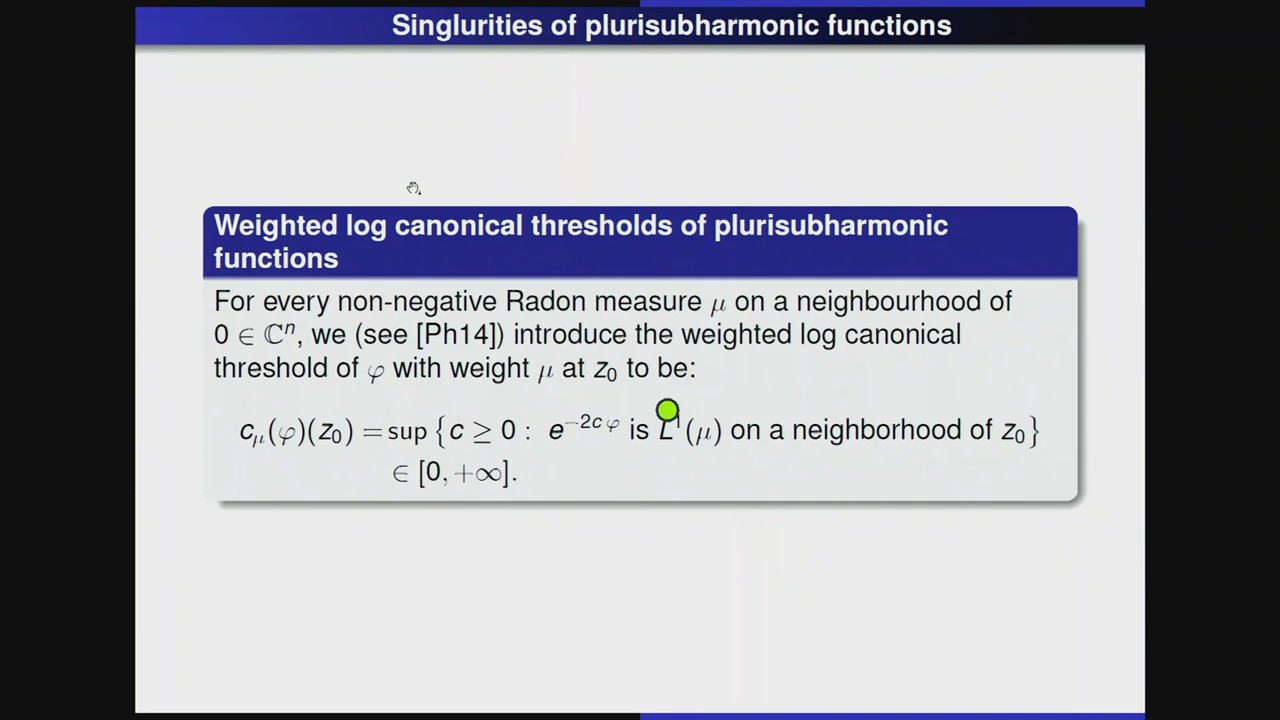 Singlurities of plurisubharmonic functions
Weighted log canonical thresholds of plurisubharmonic
functions
For every non-negative Radon measure μ on a neighbourhood of
0 ∈ ℂⁿ, we (see [Ph14]) introduce the weighted log canonical
threshold of φ with weight μ at z₀ to be:
c_μ(φ)(z₀) = sup {c ≥ 0 : e^{−2cφ} is L¹(μ) on a neighborhood of z₀}
∈ [0, +∞].